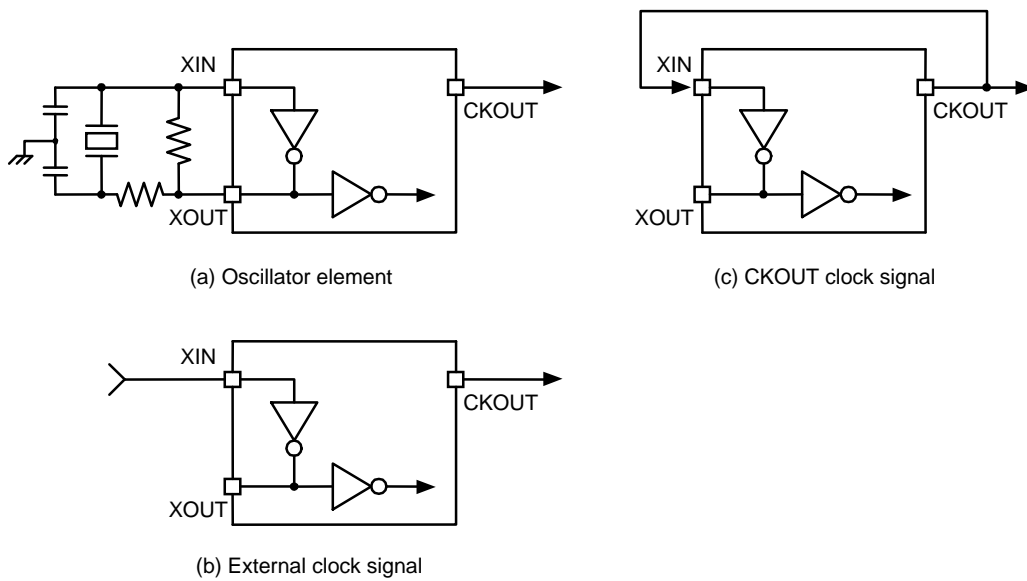 XIN
CKOUT
XOUT
(a) Oscillator element
XIN
CKOUT
XOUT
(c) CKOUT clock signal
XIN
CKOUT
XOUT
(b) External clock signal